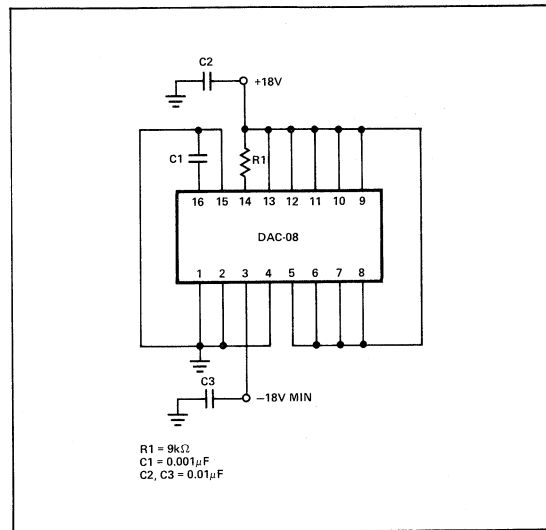 C2
+18V
C1
R1
16 15 14 13 12 11 10 9
DAC-08
1 2 3 4 5 6 7 8
C3
−18V MIN
R1 = 9kΩ
C1 = 0.001μF
C2, C3 = 0.01μF